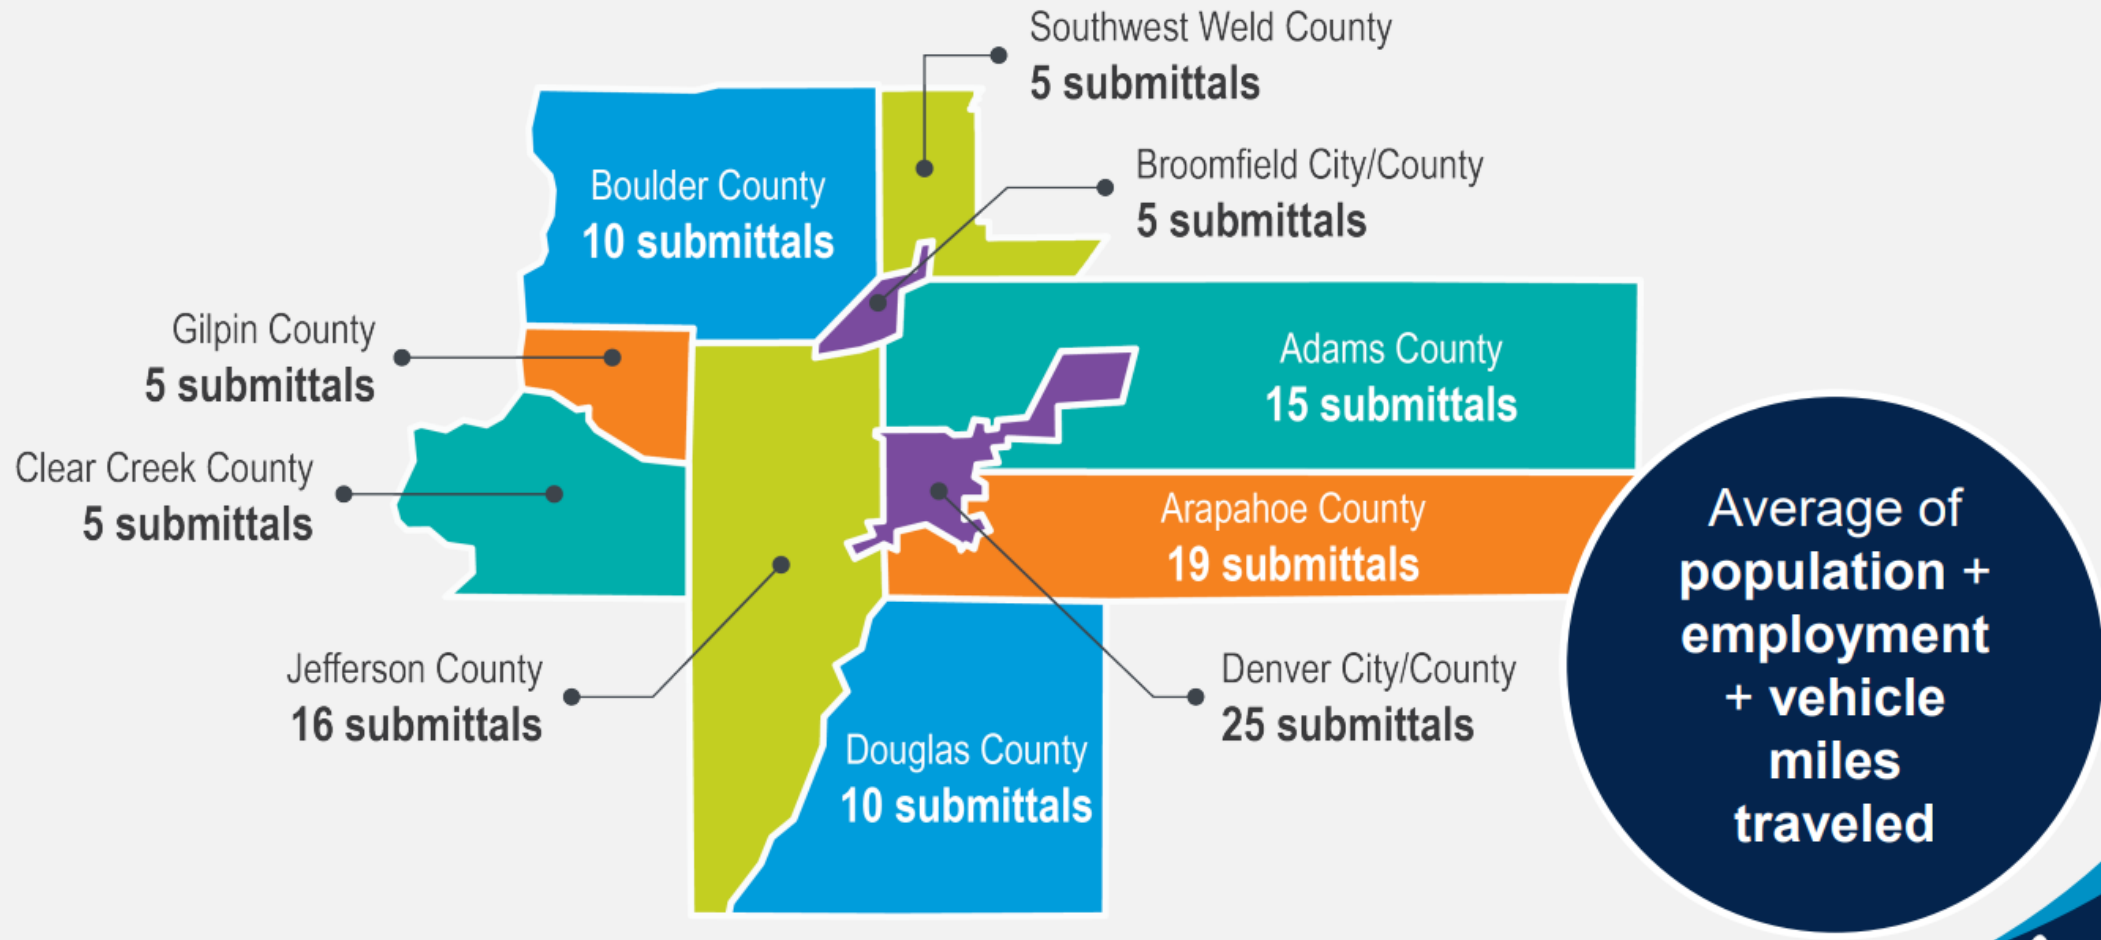 Southwest Weld County
5 submittals
Broomfield City/County
5 submittals
Boulder County
10 submittals
Gilpin County
5 submittals
Adams County
15 submittals
Clear Creek County
5 submittals
Arapahoe County
19 submittals
Jefferson County
16 submittals
Denver City/County
25 submittals
Douglas County
10 submittals
Average of
population +
employment
+ vehicle
miles
traveled